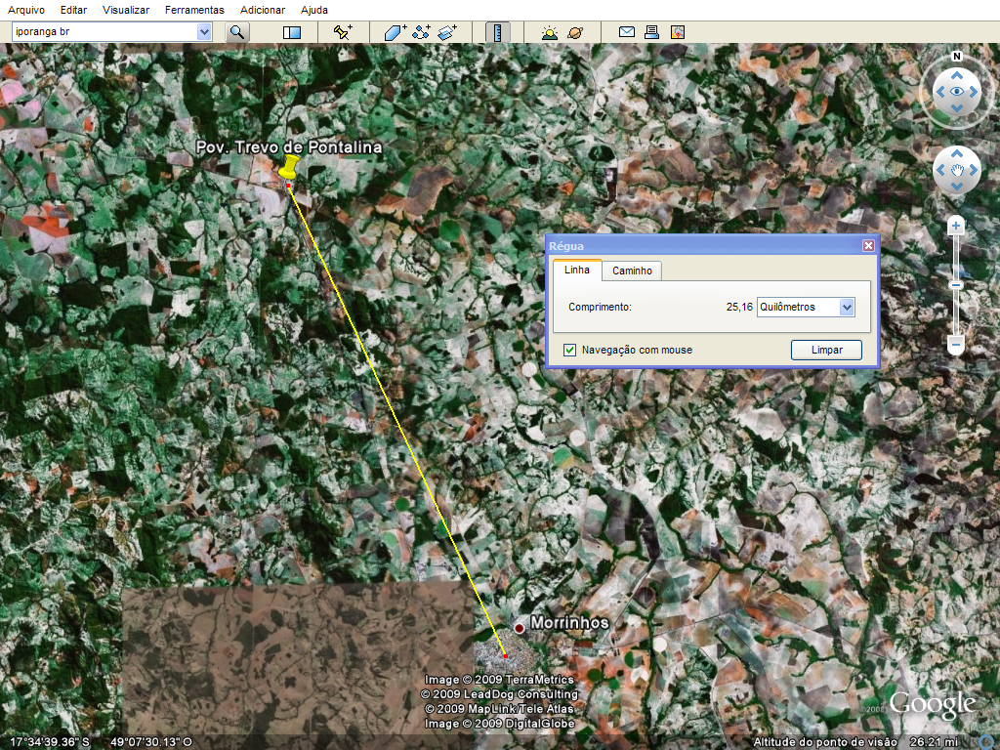 Arquivo Editar Visualizar Ferramentas Adicionar Ajuda
iporanga br
N
Pov. Trevo de Pontalina
Régua
Linha Caminho
Comprimento: 25,16 Quilômetros
Navegação com mouse Limpar
Morrinhos
Image © 2009 TerraMetrics
© 2009 LeadDog Consulting
© 2009 MapLink/Tele Atlas
Image © 2009 DigitalGlobe
Google
17°34'39.36" S 49°07'30.13" O Altitude do ponto de visão 26.21 mi